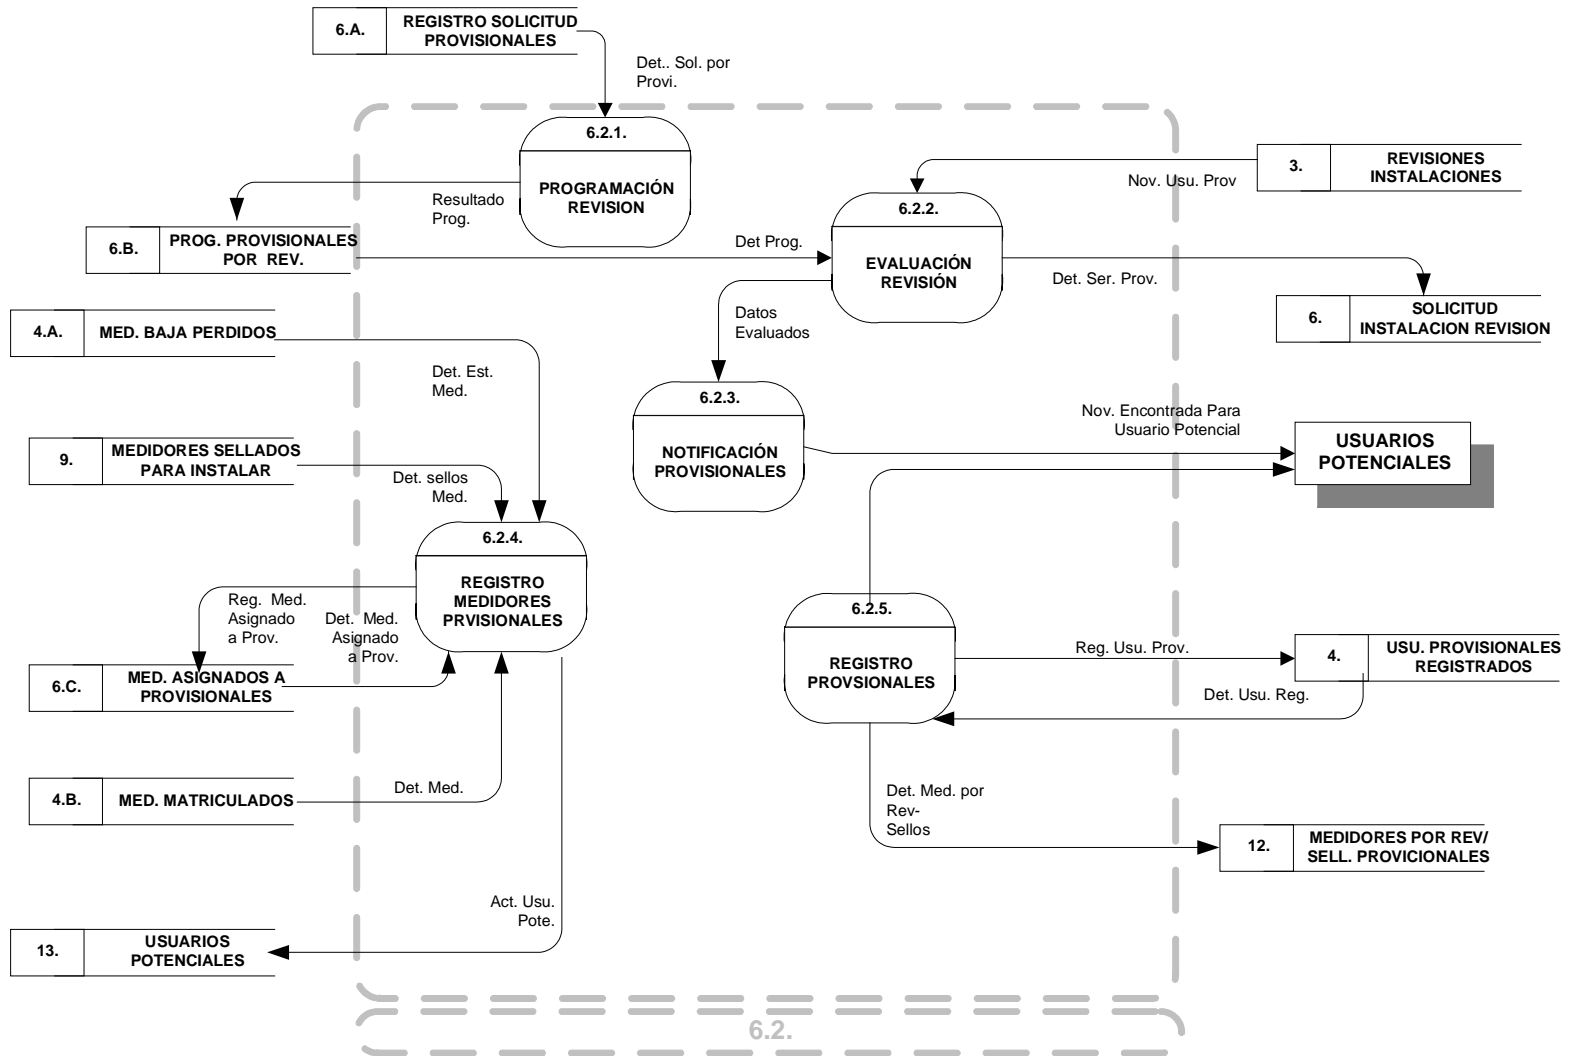 6.A.
REGISTRO SOLICITUD
PROVISIONALES
Det.. Sol. por
Provi.
6.2.1.
PROGRAMACIÓN
REVISION
Resultado
Prog.
6.B.
PROG. PROVISIONALES
POR REV.
Det Prog.
3.
REVISIONES
INSTALACIONES
Nov. Usu. Prov
6.2.2.
EVALUACIÓN
REVISIÓN
Det. Ser. Prov.
6.
SOLICITUD
INSTALACION REVISION
Datos
Evaluados
4.A.
MED. BAJA PERDIDOS
Det. Est.
Med.
6.2.3.
NOTIFICACIÓN
PROVISIONALES
Nov. Encontrada Para
Usuario Potencial
USUARIOS
POTENCIALES
9.
MEDIDORES SELLADOS
PARA INSTALAR
Det. sellos
Med.
6.2.4.
REGISTRO
MEDIDORES
PRVISIONALES
Reg. Med.
Asignado
a Prov.
Det. Med.
Asignado
a Prov.
6.C.
MED. ASIGNADOS A
PROVISIONALES
6.2.5.
REGISTRO
PROVSIONALES
Reg. Usu. Prov.
4.
USU. PROVISIONALES
REGISTRADOS
Det. Usu. Reg.
4.B.
MED. MATRICULADOS
Det. Med.
Det. Med. por
Rev-
Sellos
12.
MEDIDORES POR REV/
SELL. PROVICIONALES
Act. Usu.
Pote.
13.
USUARIOS
POTENCIALES
6.2.